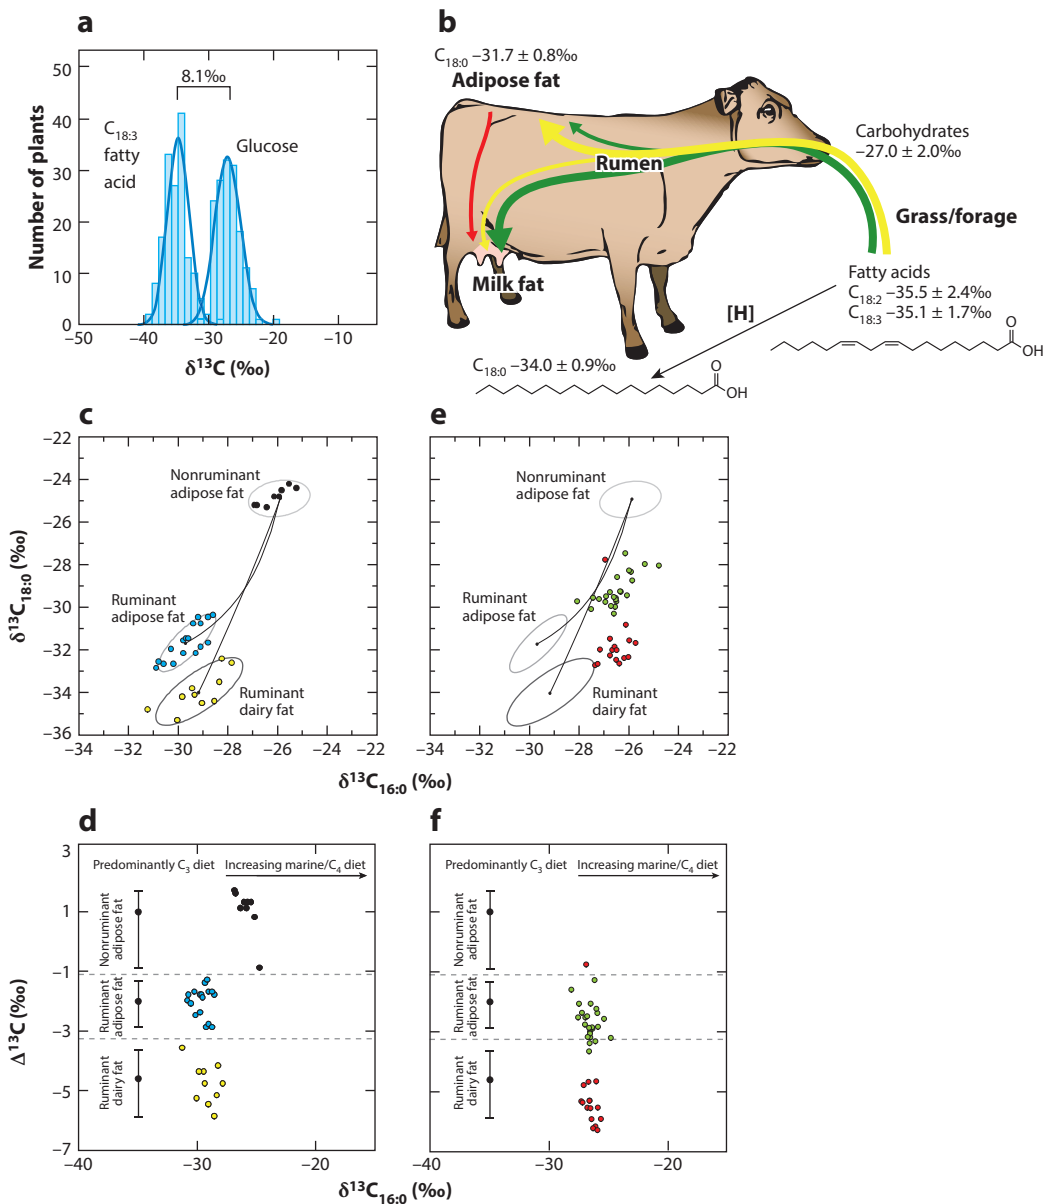 a
50
40
30
20
10
0
Number of plants
8.1‰
C18:3
fatty
acid
Glucose
−50
−40
−30
−20
−10
δ13C (‰)
b
C18:0 −31.7 ± 0.8‰
Adipose fat
Rumen
Carbohydrates
−27.0 ± 2.0‰
Grass/forage
Milk fat
Fatty acids
C18:2 −35.5 ± 2.4‰
C18:3 −35.1 ± 1.7‰
[H]
O
OH
C18:0 −34.0 ± 0.9‰
O
OH
c
−22
−24
−26
−28
−30
−32
−34
−36
δ13C18:0 (‰)
Nonruminant
adipose fat
Ruminant
adipose fat
Ruminant
dairy fat
−34
−32
−30
−28
−26
−24
−22
e
−22
−24
−26
−28
−30
−32
−34
−36
Nonruminant
adipose fat
Ruminant
adipose fat
Ruminant
dairy fat
−34
−32
−30
−28
−26
−24
−22
δ13C16:0 (‰)
d
3
1
−1
−3
−5
−7
Δ13C (‰)
Predominantly C3 diet
Increasing marine/C4 diet
Nonruminant
adipose fat
Ruminant
adipose fat
Ruminant
dairy fat
−40
−30
−20
f
Predominantly C3 diet
Increasing marine/C4 diet
Nonruminant
adipose fat
Ruminant
adipose fat
Ruminant
dairy fat
−40
−30
−20
δ13C16:0 (‰)